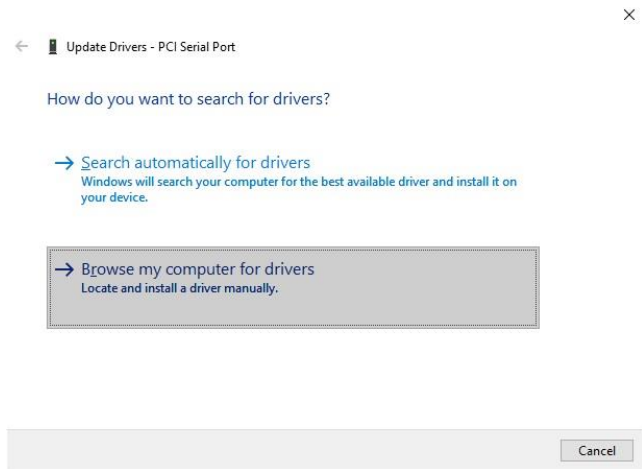 Update Drivers - PCI Serial Port
How do you want to search for drivers?
Search automatically for drivers
Windows will search your computer for the best available driver and install it on
your device.
Browse my computer for drivers
Locate and install a driver manually.
Cancel